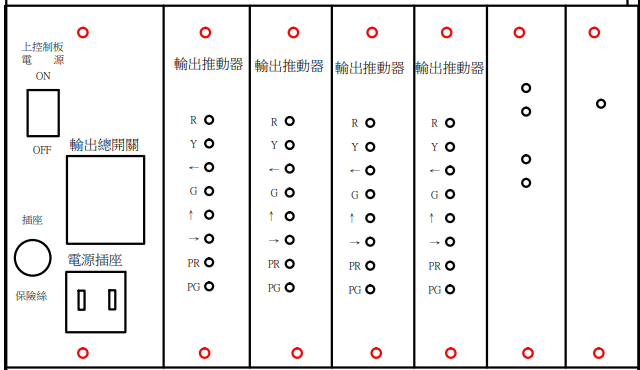 上控制板
電 源
ON
OFF
輸出總開關
插座
保險絲
電源插座
輸出推動器
R
Y
←
G
↑
→
PR
PG
輸出推動器
R
Y
←
G
↑
→
PR
PG
輸出推動器
R
Y
←
G
↑
→
PR
PG
輸出推動器
R
Y
←
G
↑
→
PR
PG